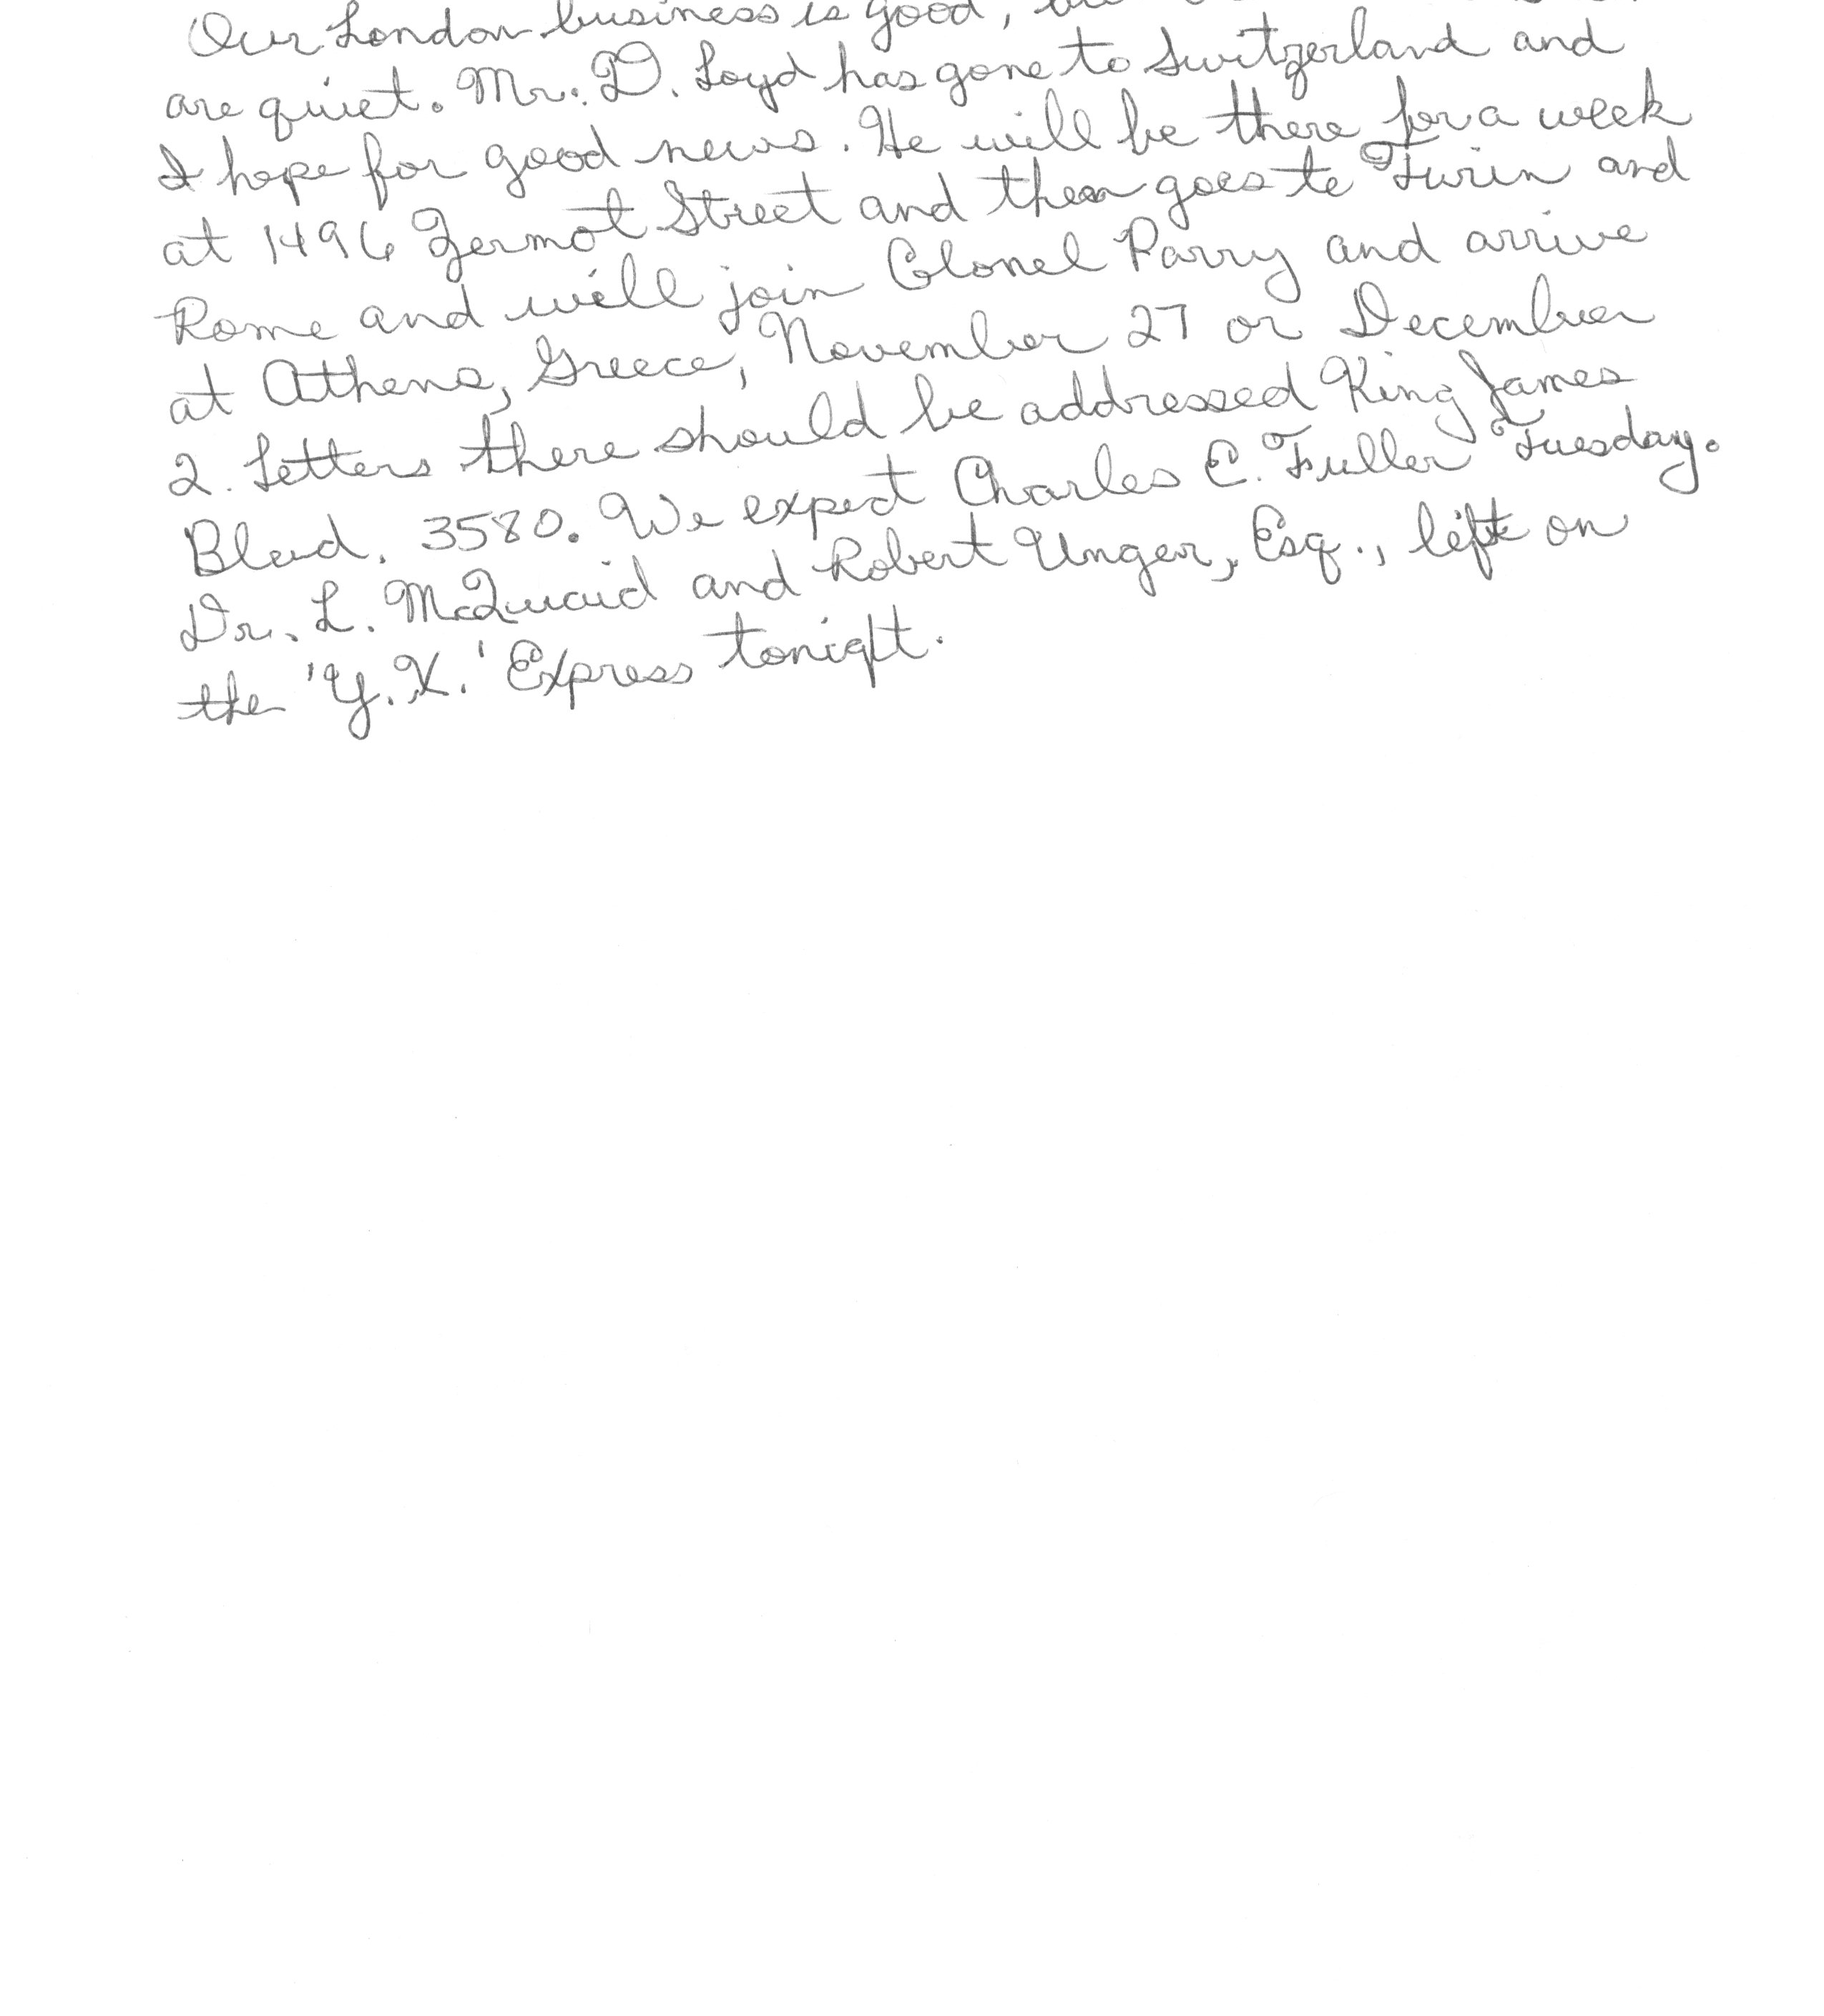 Our London business is good,
are quiet. Mr. D. Loyd has gone to Switzerland and
I hope for good news. He will be there for a week
at 1496 Zermot Street and then goes to Turin and
Rome and will join Colonel Parry and arrive
at Athens, Greece, November 27 or December
2. Letters there should be addressed King James
Blvd. 3580. We expect Charles E. Fuller Tuesday.
Dr. L. McQuaid and Robert Unger, Esq., left on
the 'Y.X.' Express tonight.